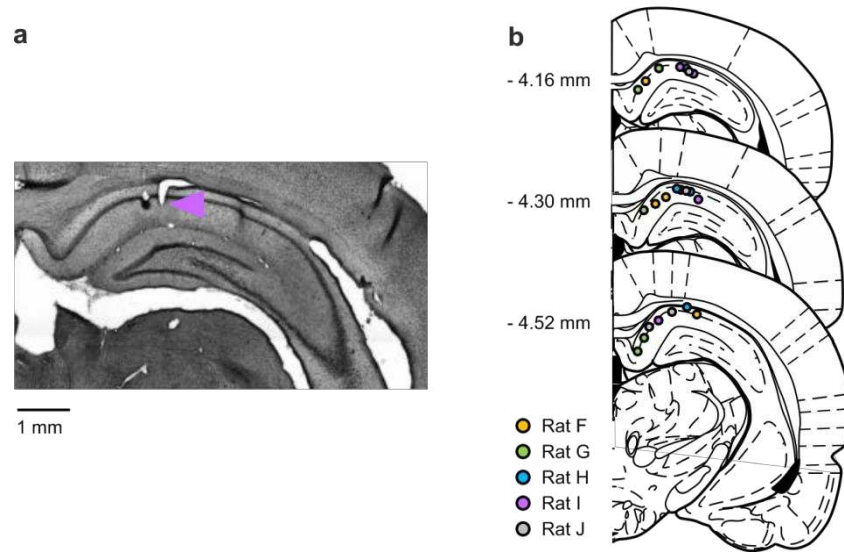 a
1 mm
b
- 4.16 mm
- 4.30 mm
- 4.52 mm
Rat F
Rat G
Rat H
Rat I
Rat J